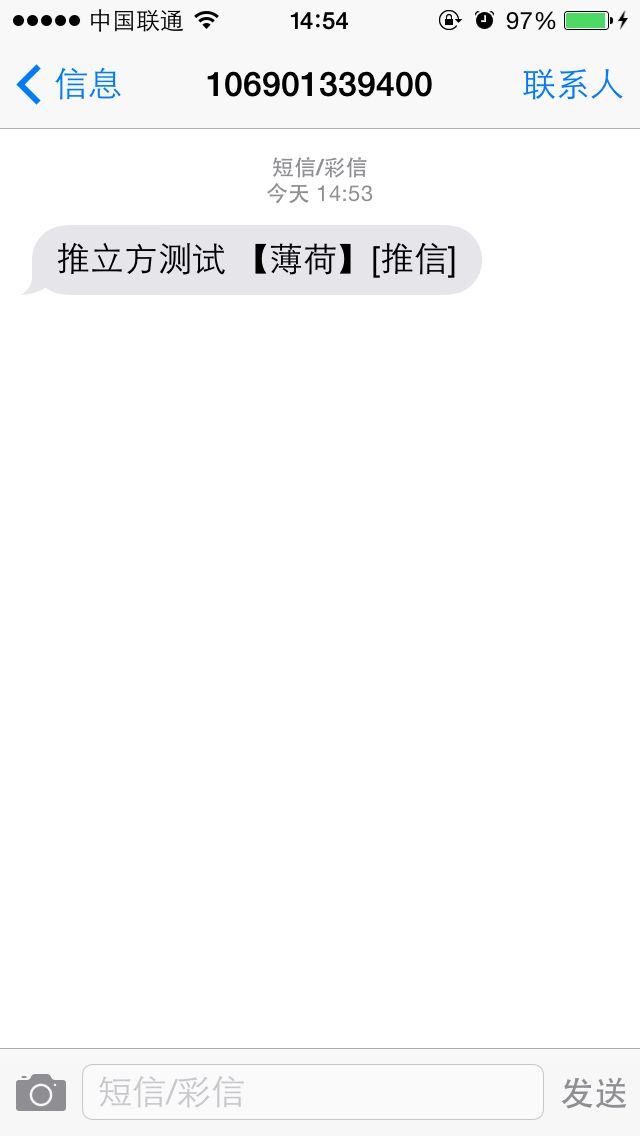 中国联通 14:54 97%
信息 106901339400 联系人
短信/彩信
今天 14:53
推立方测试 【薄荷】[推信]
短信/彩信 发送